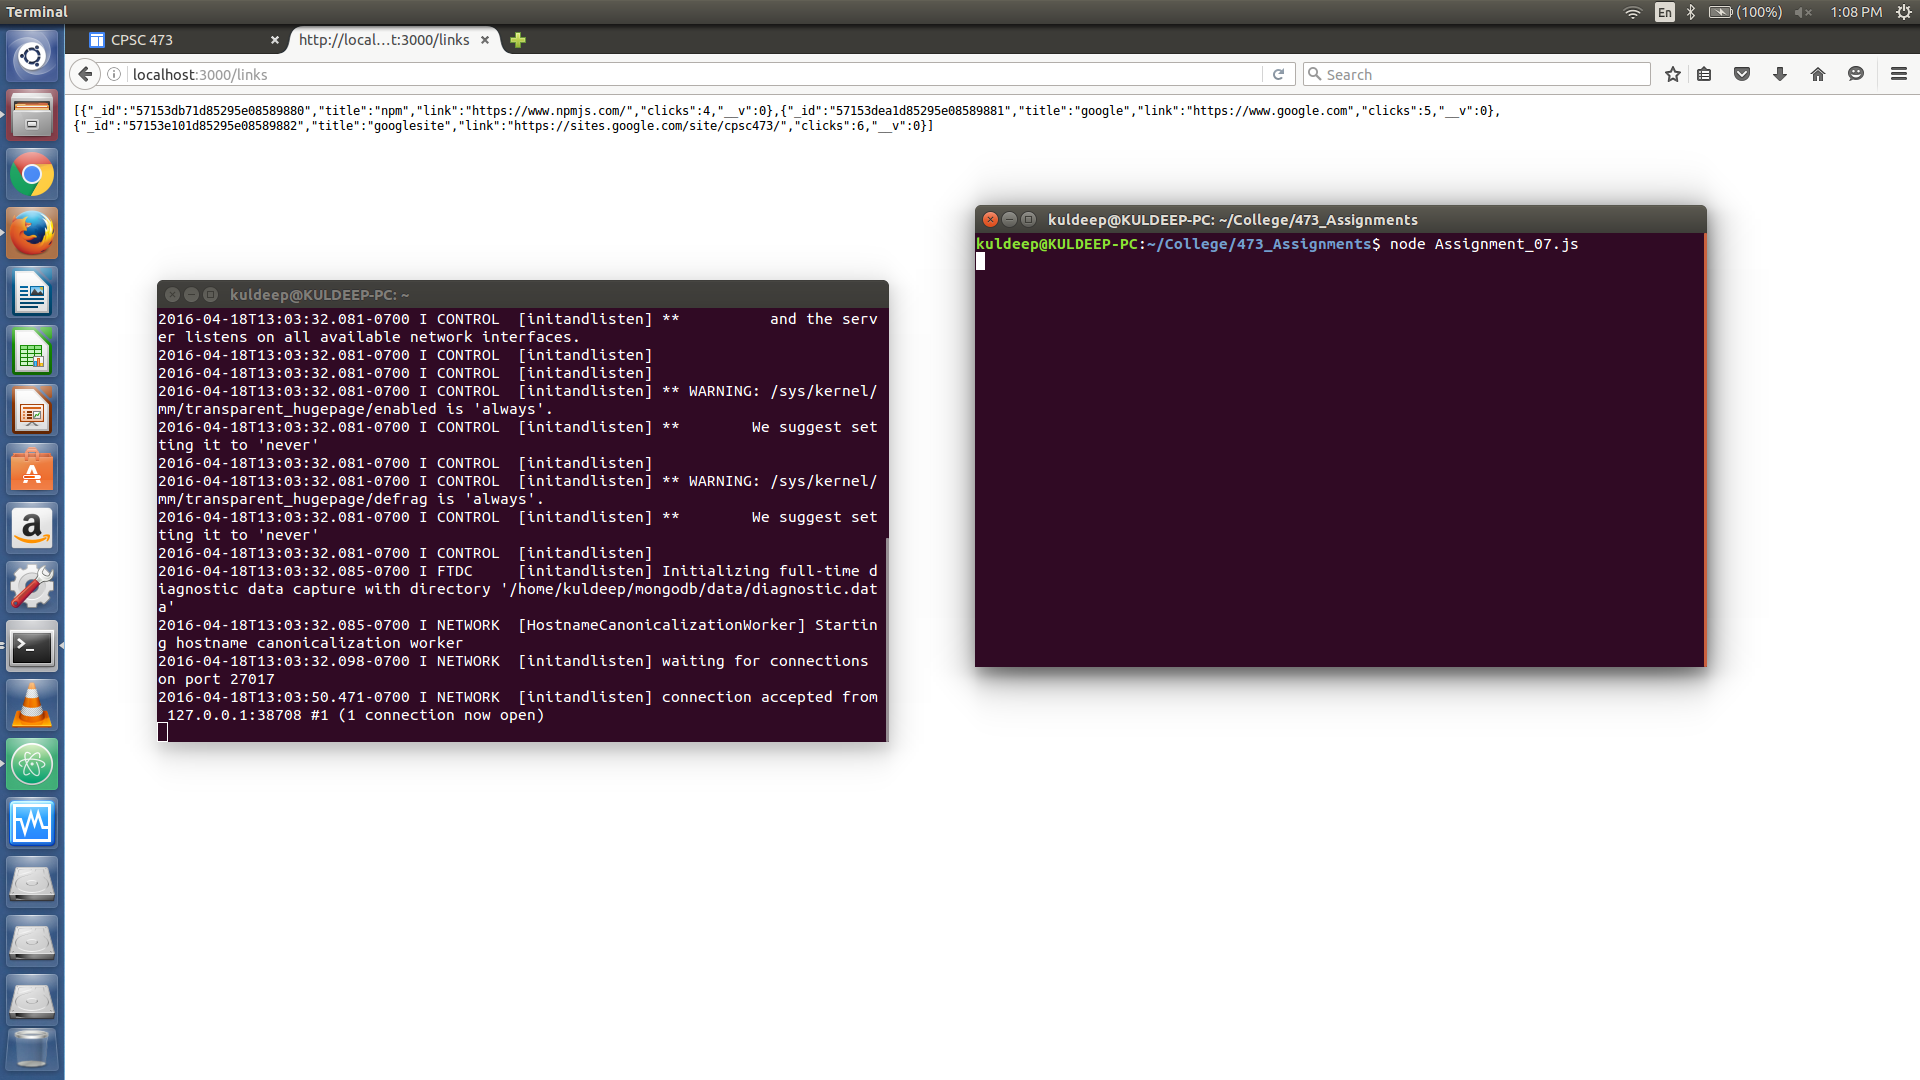 Terminal
En
(100%)
1:08 PM
CPSC 473
http://local...t:3000/links
localhost:3000/links
Search
[{"_id":"57153db71d85295e08589880","title":"npm","link":"https://www.npmjs.com/","clicks":4,"__v":0},{"_id":"57153dea1d85295e08589881","title":"google","link":"https://www.google.com","clicks":5,"__v":0},
{"_id":"57153e101d85295e08589882","title":"googlesite","link":"https://sites.google.com/site/cpsc473/","clicks":6,"__v":0}]
kuldeep@KULDEEP-PC: ~/College/473_Assignments
kuldeep@KULDEEP-PC:~/College/473_Assignments$ node Assignment_07.js
kuldeep@KULDEEP-PC: ~
2016-04-18T13:03:32.081-0700 I CONTROL  [initandlisten] **          and the serv
er listens on all available network interfaces.
2016-04-18T13:03:32.081-0700 I CONTROL  [initandlisten]
2016-04-18T13:03:32.081-0700 I CONTROL  [initandlisten]
2016-04-18T13:03:32.081-0700 I CONTROL  [initandlisten] ** WARNING: /sys/kernel/
mm/transparent_hugepage/enabled is 'always'.
2016-04-18T13:03:32.081-0700 I CONTROL  [initandlisten] **        We suggest set
ting it to 'never'
2016-04-18T13:03:32.081-0700 I CONTROL  [initandlisten]
2016-04-18T13:03:32.081-0700 I CONTROL  [initandlisten] ** WARNING: /sys/kernel/
mm/transparent_hugepage/defrag is 'always'.
2016-04-18T13:03:32.081-0700 I CONTROL  [initandlisten] **        We suggest set
ting it to 'never'
2016-04-18T13:03:32.081-0700 I CONTROL  [initandlisten]
2016-04-18T13:03:32.085-0700 I FTDC     [initandlisten] Initializing full-time d
iagnostic data capture with directory '/home/kuldeep/mongodb/data/diagnostic.dat
a'
2016-04-18T13:03:32.085-0700 I NETWORK  [HostnameCanonicalizationWorker] Startin
g hostname canonicalization worker
2016-04-18T13:03:32.098-0700 I NETWORK  [initandlisten] waiting for connections
on port 27017
2016-04-18T13:03:50.471-0700 I NETWORK  [initandlisten] connection accepted from
 127.0.0.1:38708 #1 (1 connection now open)